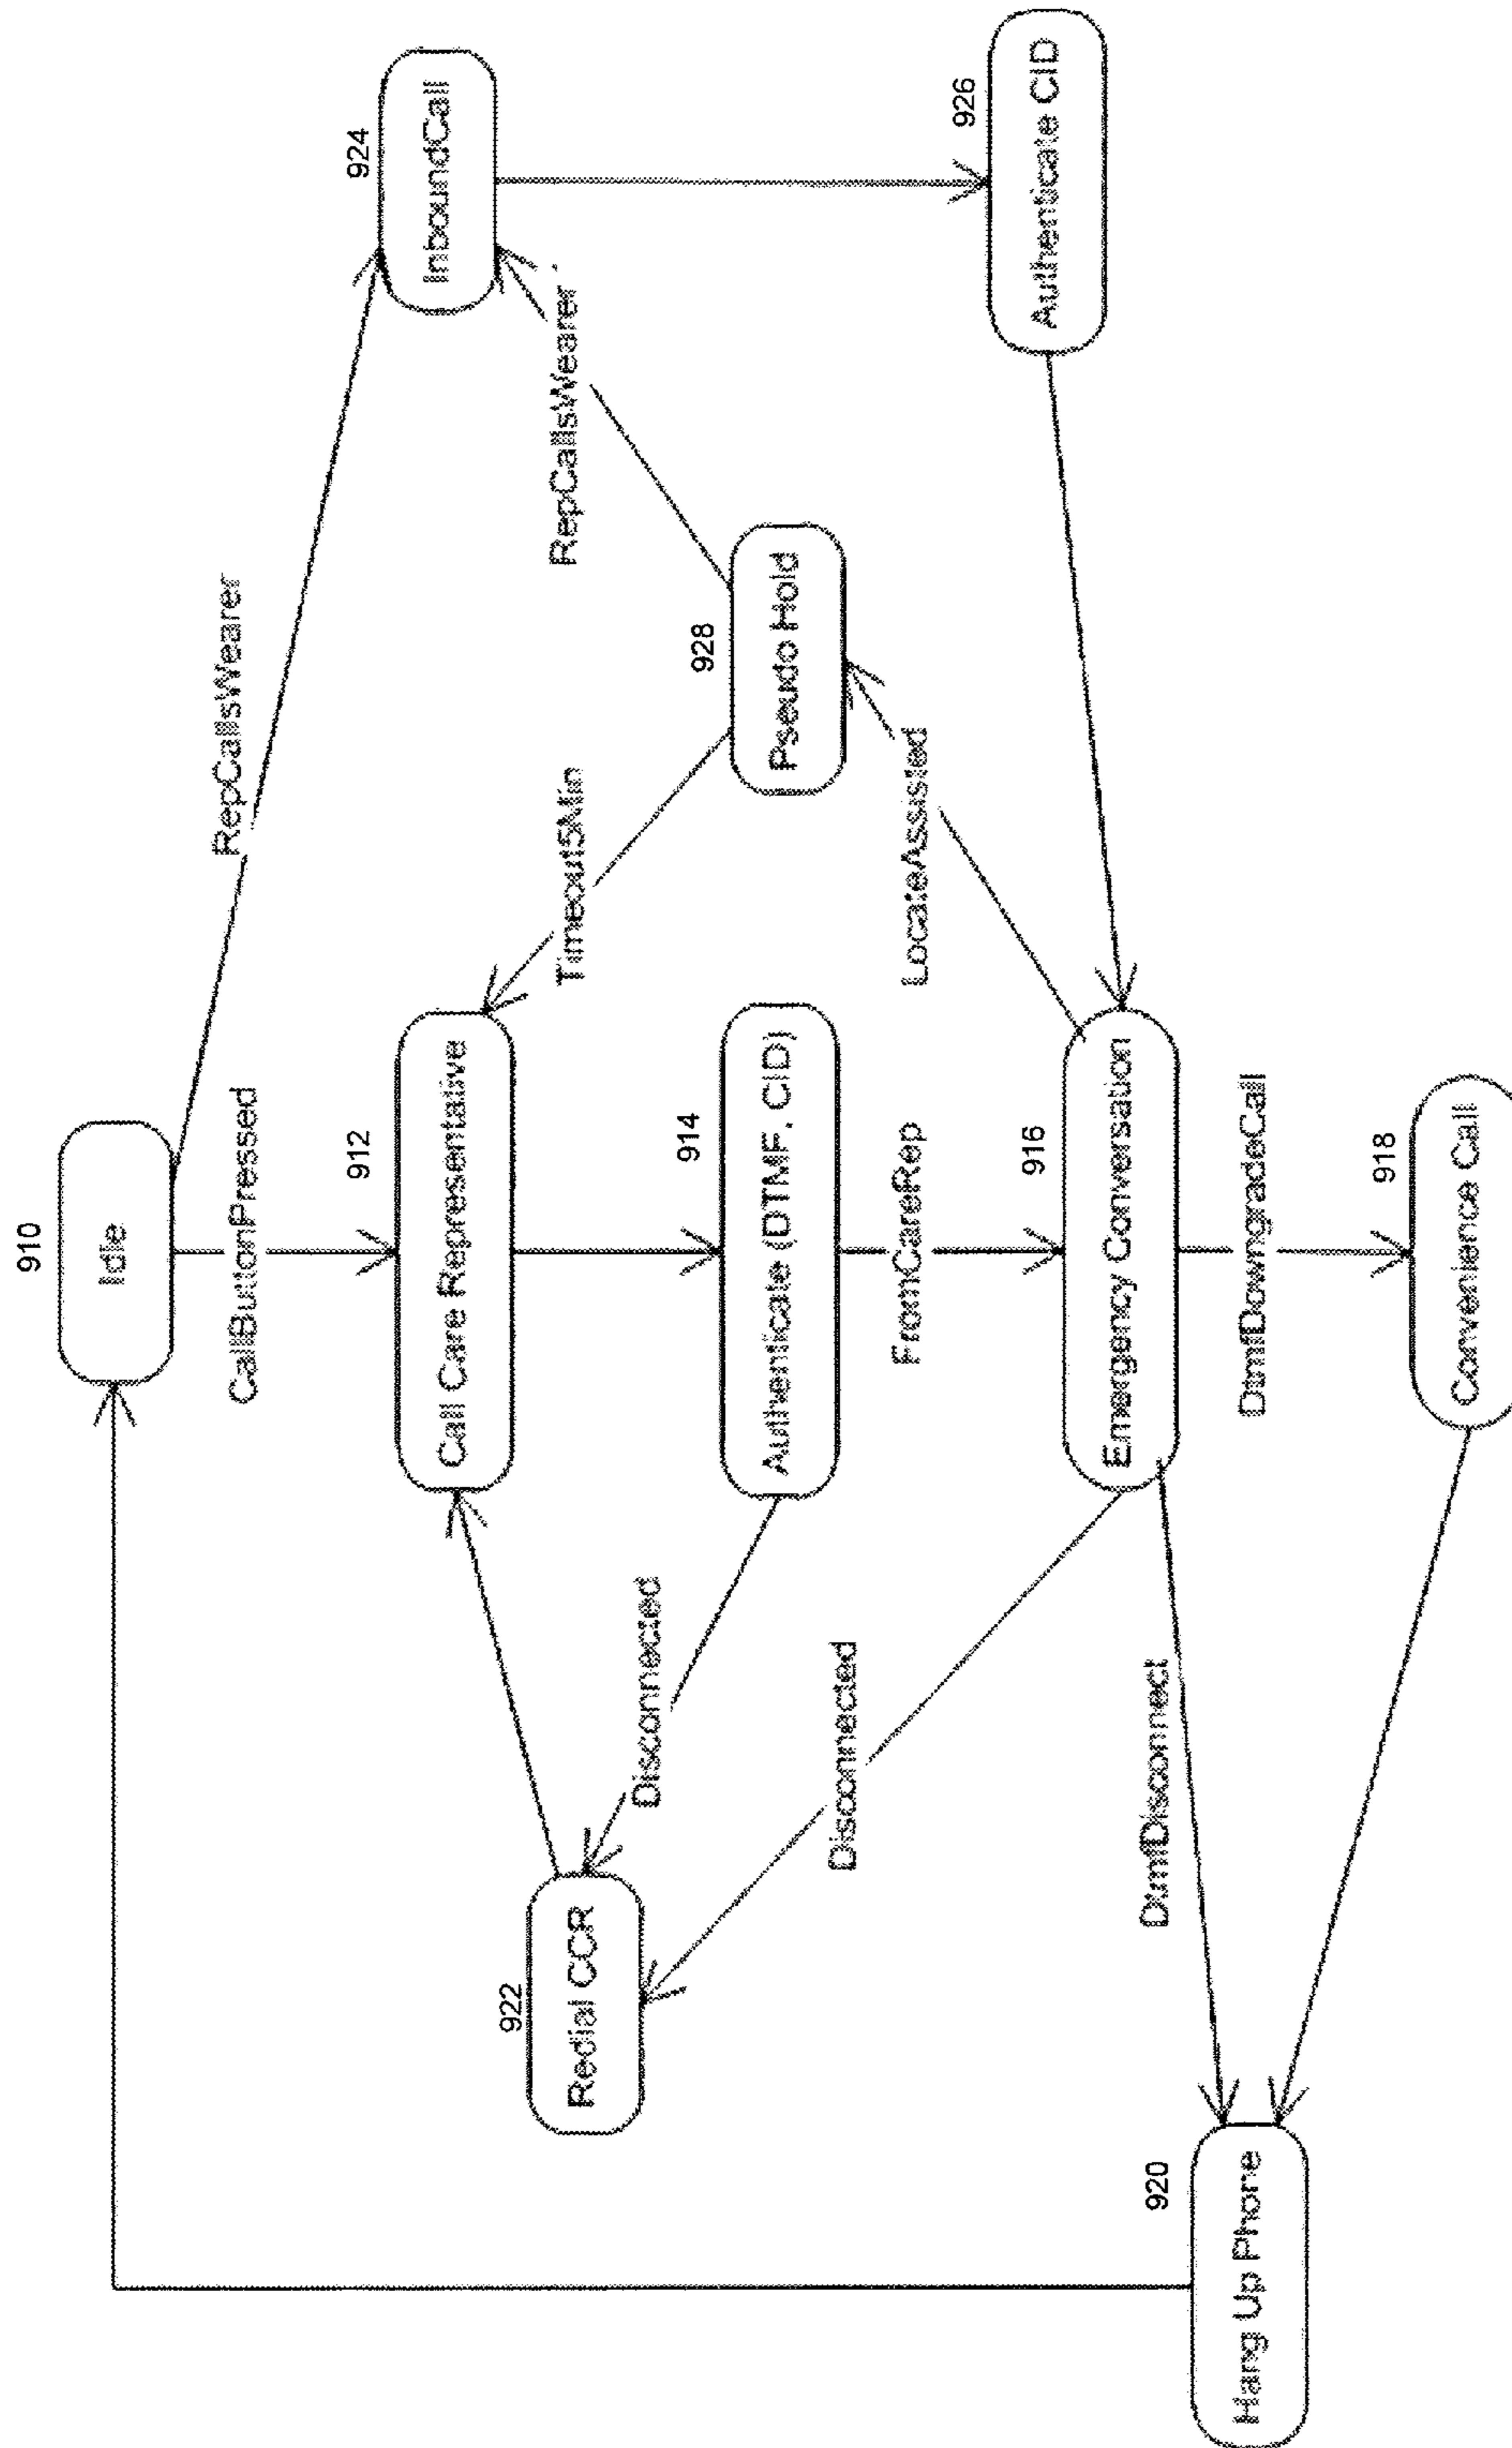 910
Idle
CallButtonPressed
RepCallsWearer
912
Call Care Representative
924
InboundCall
922
Redial CCR
Disconnected
Timeout5Min
RepCallsWearer
928
Pseudo Hold
914
Authenticate (DTMF, CID)
Disconnected
FromCareRep
LocateAssisted
926
Authenticate CID
916
Emergency Conversation
DtmfDisconnect
DtmfDowngradeCall
920
Hang Up Phone
918
Convenience Call